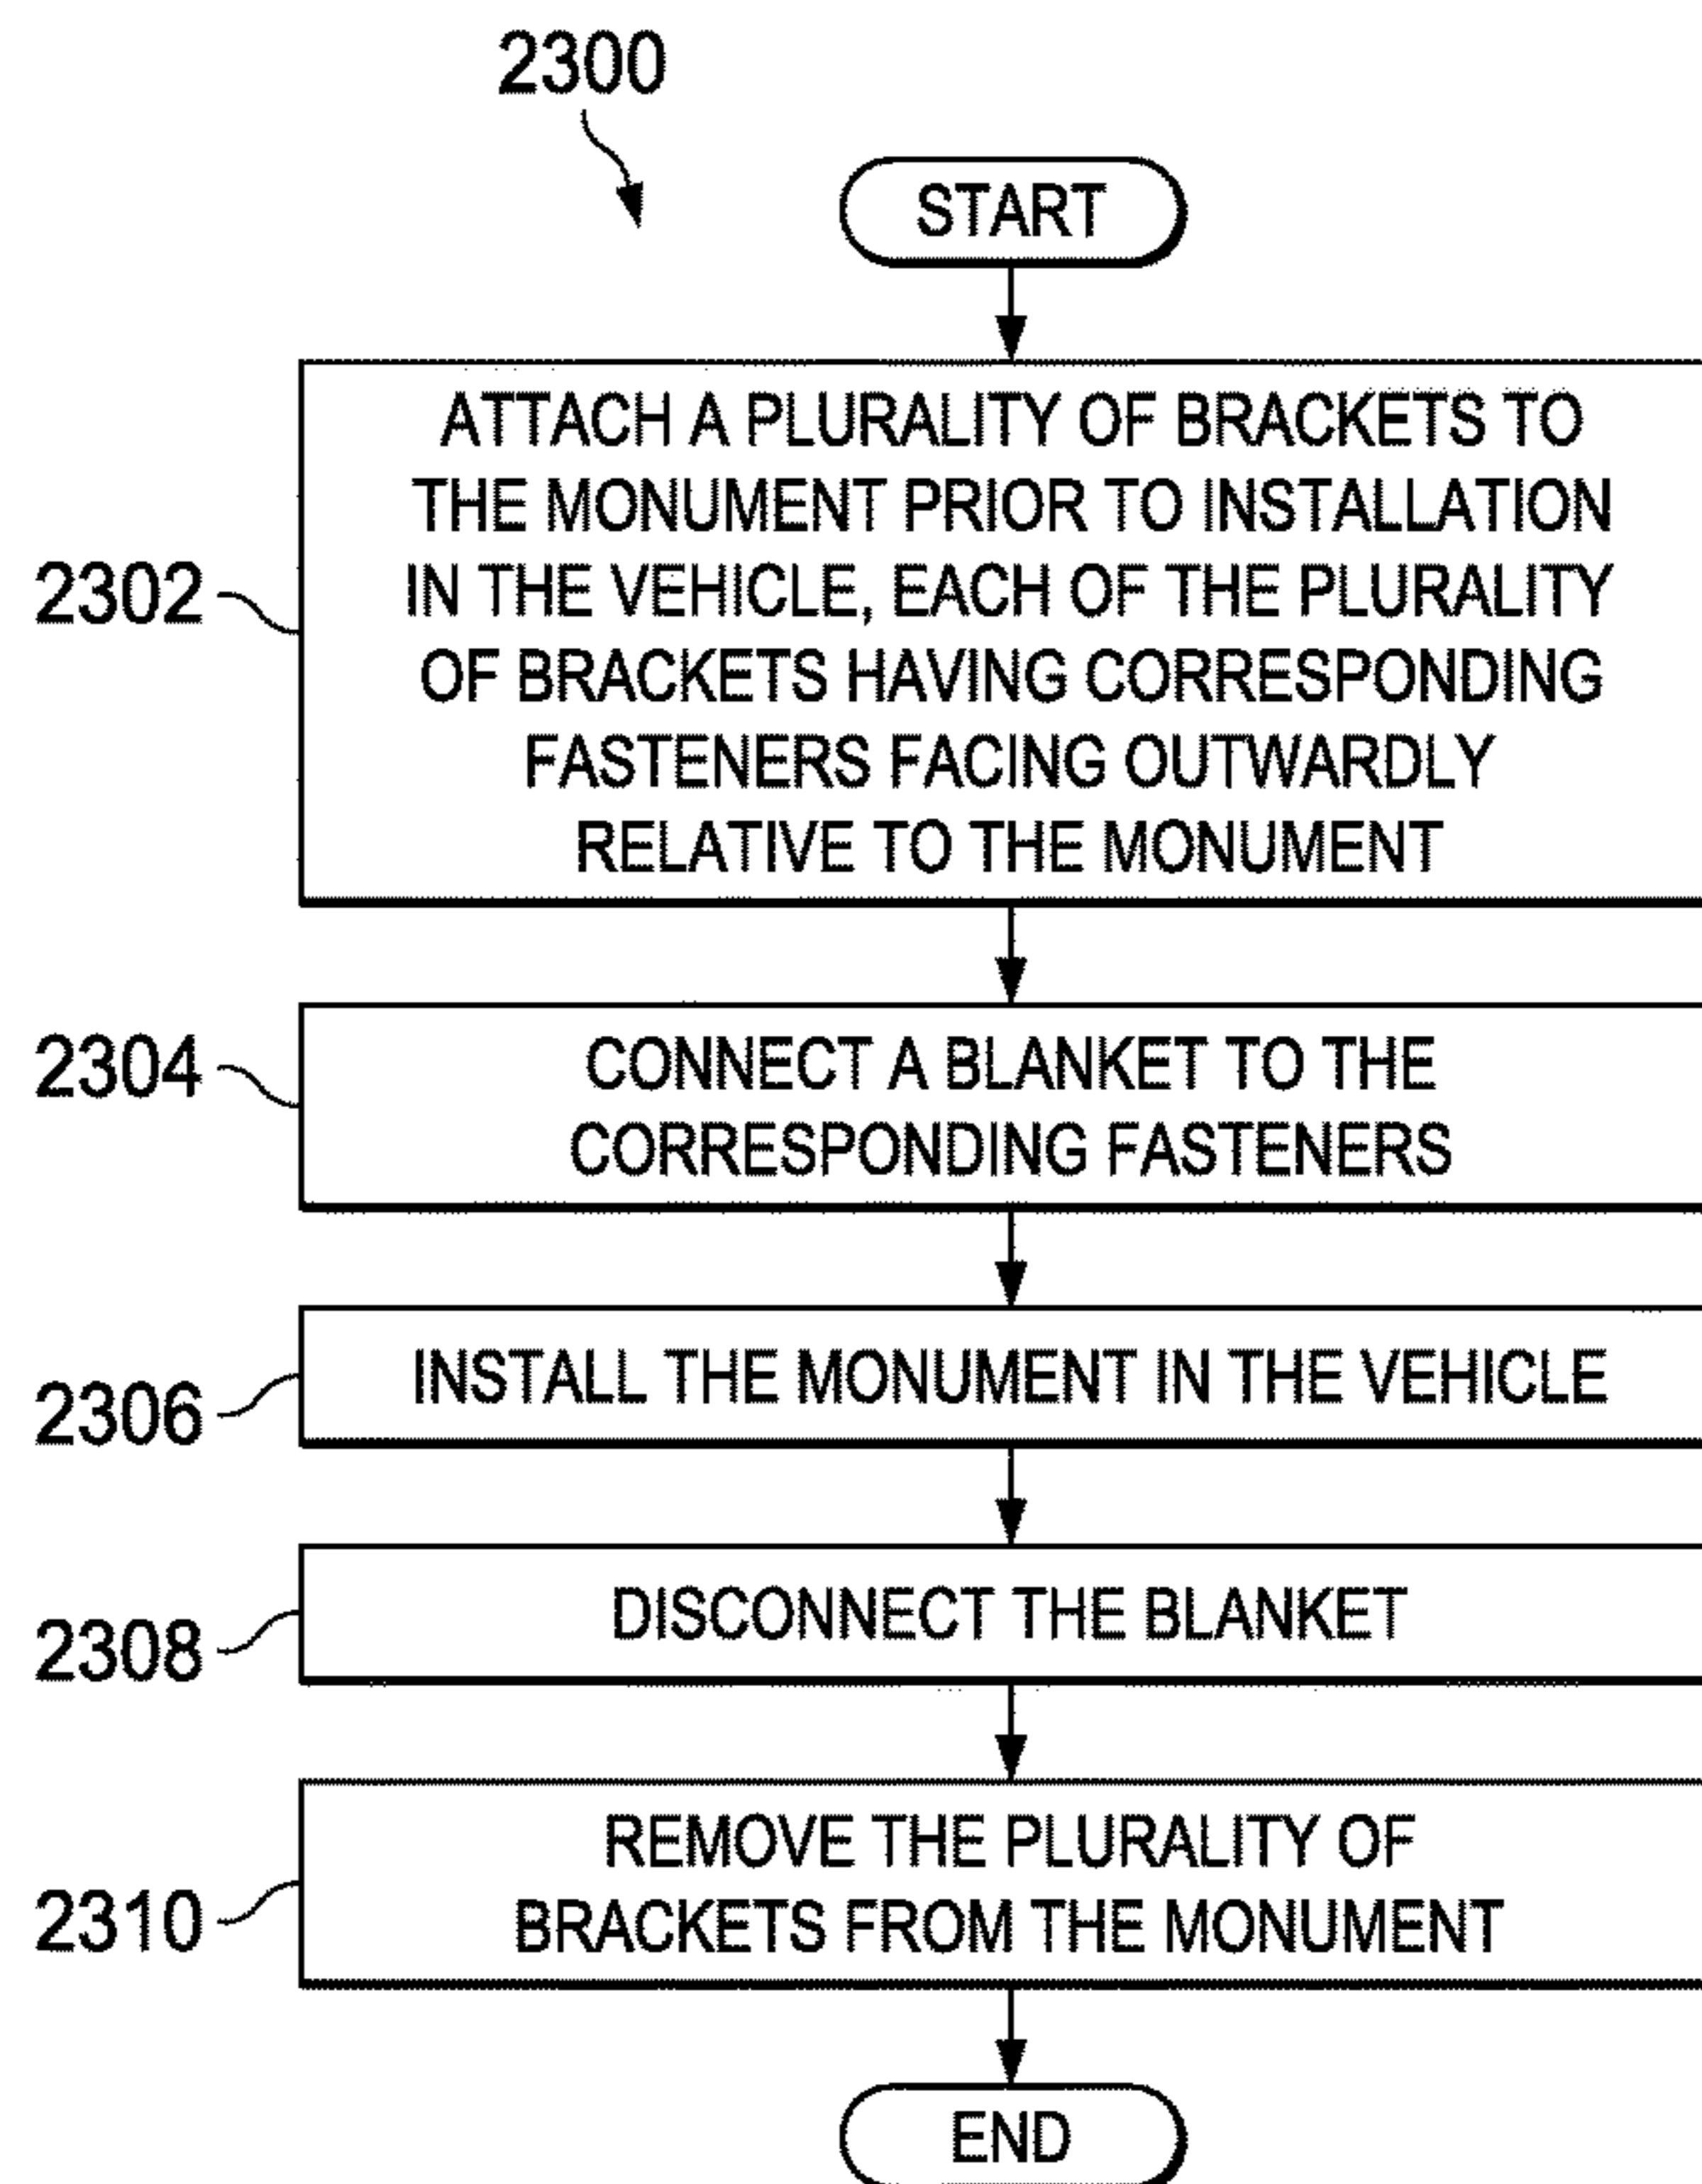 2300
START
2302
ATTACH A PLURALITY OF BRACKETS TO
THE MONUMENT PRIOR TO INSTALLATION
IN THE VEHICLE, EACH OF THE PLURALITY
OF BRACKETS HAVING CORRESPONDING
FASTENERS FACING OUTWARDLY
RELATIVE TO THE MONUMENT
2304
CONNECT A BLANKET TO THE
CORRESPONDING FASTENERS
2306
INSTALL THE MONUMENT IN THE VEHICLE
2308
DISCONNECT THE BLANKET
2310
REMOVE THE PLURALITY OF
BRACKETS FROM THE MONUMENT
END